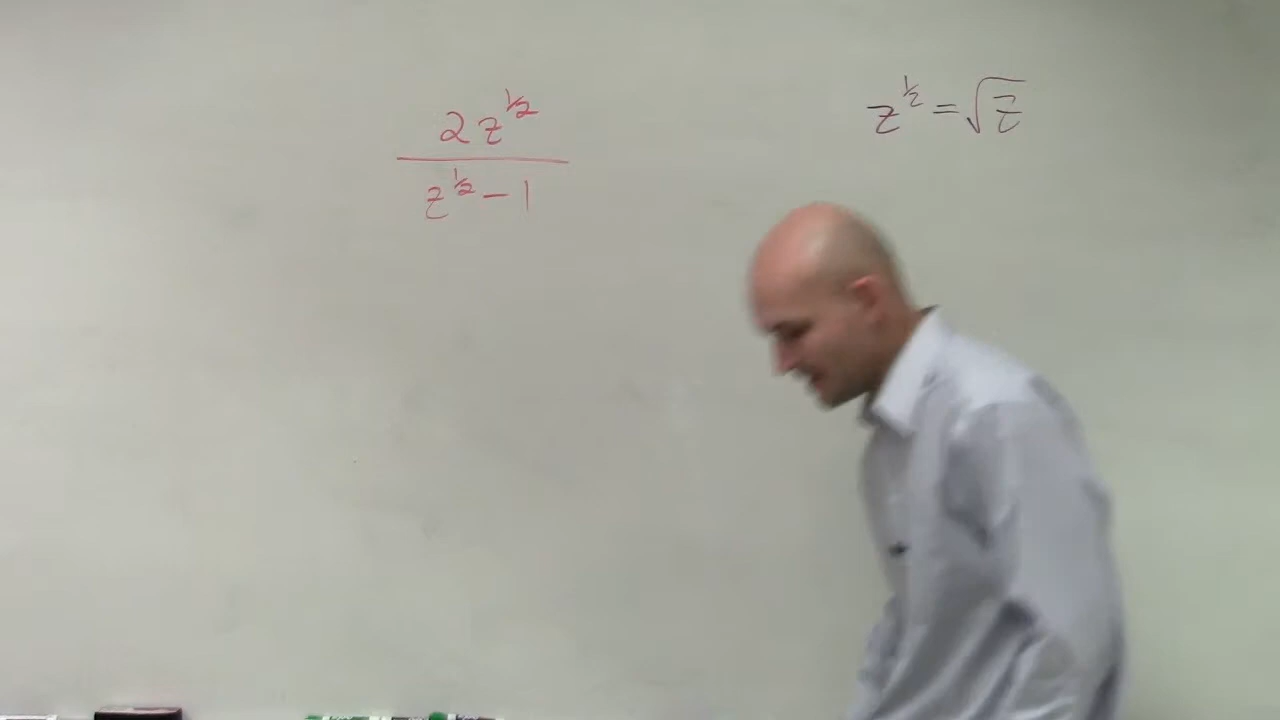 2z^{1/2}
z^{1/2} - 1
z^{1/2} = √z